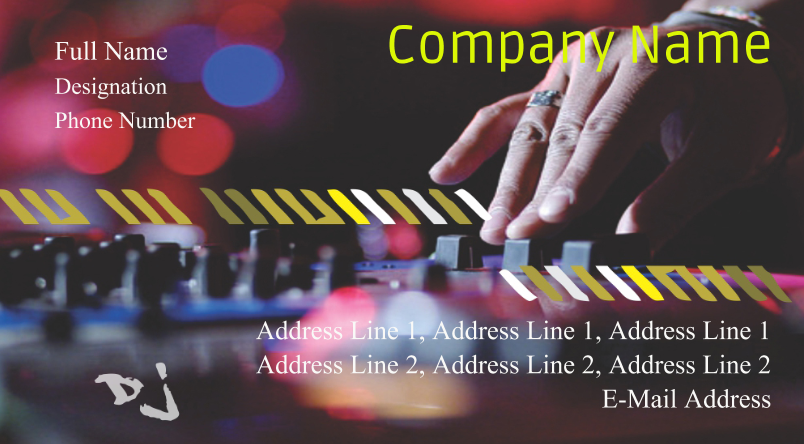 Company Name
Full Name
Designation
Phone Number
Address Line 1, Address Line 1, Address Line 1
Address Line 2, Address Line 2, Address Line 2
E-Mail Address
DJ